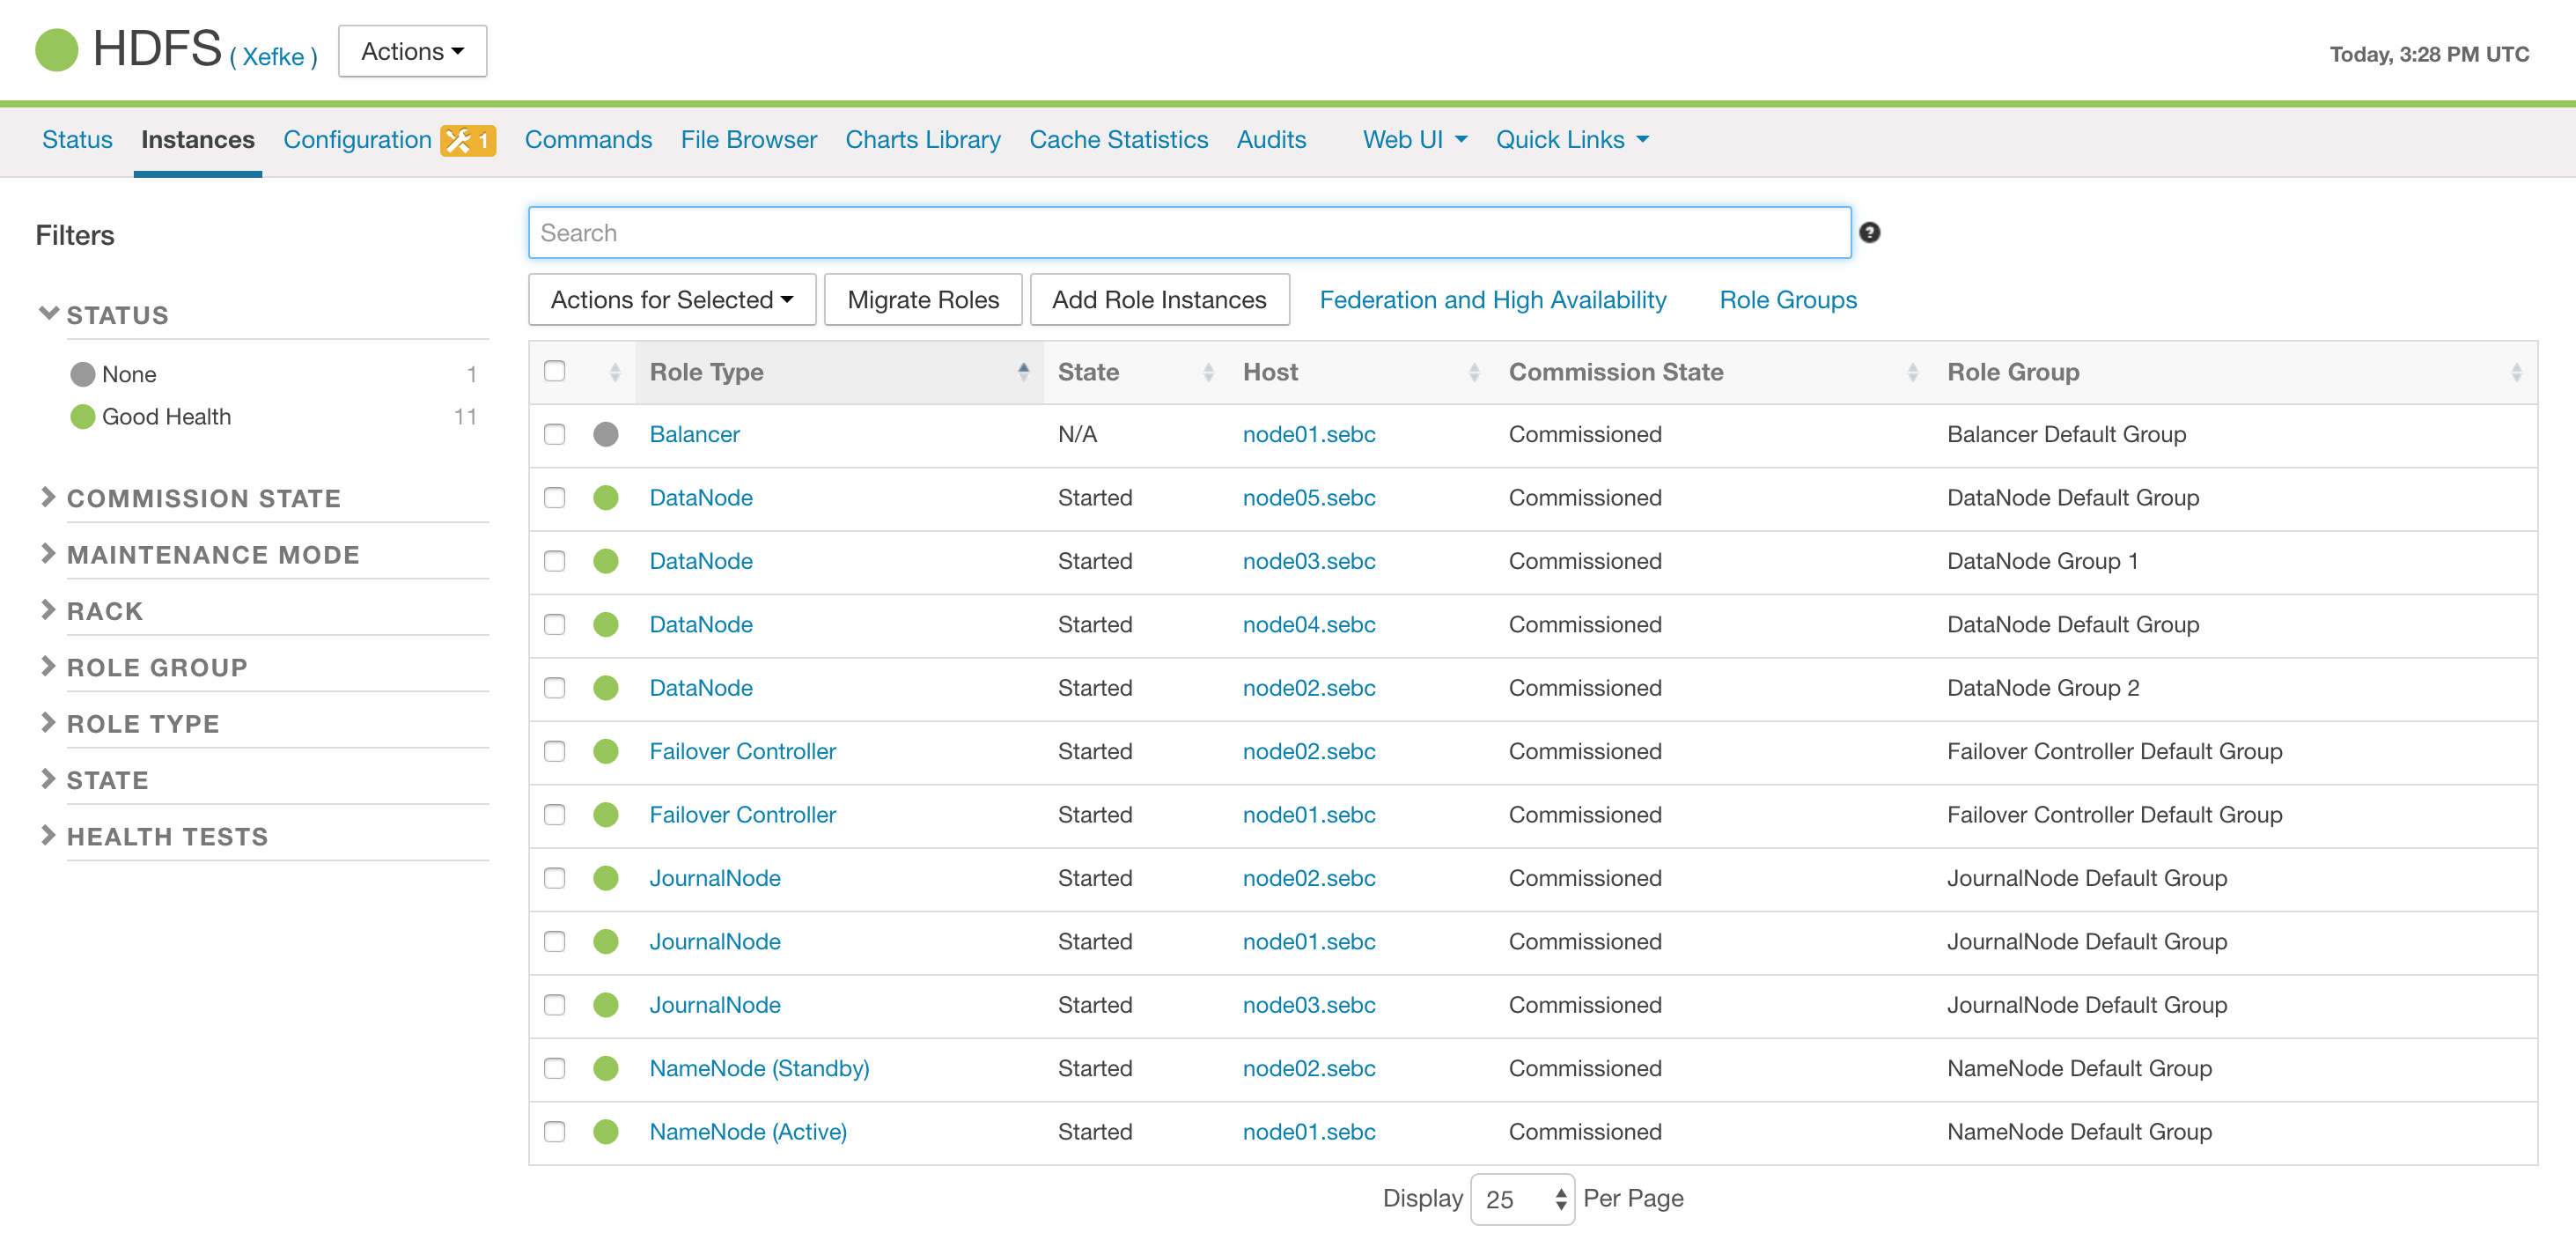 HDFS ( Xefke ) Actions
Today, 3:28 PM UTC
Status Instances Configuration 1 Commands File Browser Charts Library Cache Statistics Audits Web UI Quick Links
Filters
STATUS
None 1
Good Health 11
COMMISSION STATE
MAINTENANCE MODE
RACK
ROLE GROUP
ROLE TYPE
STATE
HEALTH TESTS
Search ?
Actions for Selected Migrate Roles Add Role Instances Federation and High Availability Role Groups
Role Type State Host Commission State Role Group
Balancer N/A node01.sebc Commissioned Balancer Default Group
DataNode Started node05.sebc Commissioned DataNode Default Group
DataNode Started node03.sebc Commissioned DataNode Group 1
DataNode Started node04.sebc Commissioned DataNode Default Group
DataNode Started node02.sebc Commissioned DataNode Group 2
Failover Controller Started node02.sebc Commissioned Failover Controller Default Group
Failover Controller Started node01.sebc Commissioned Failover Controller Default Group
JournalNode Started node02.sebc Commissioned JournalNode Default Group
JournalNode Started node01.sebc Commissioned JournalNode Default Group
JournalNode Started node03.sebc Commissioned JournalNode Default Group
NameNode (Standby) Started node02.sebc Commissioned NameNode Default Group
NameNode (Active) Started node01.sebc Commissioned NameNode Default Group
Display 25 Per Page